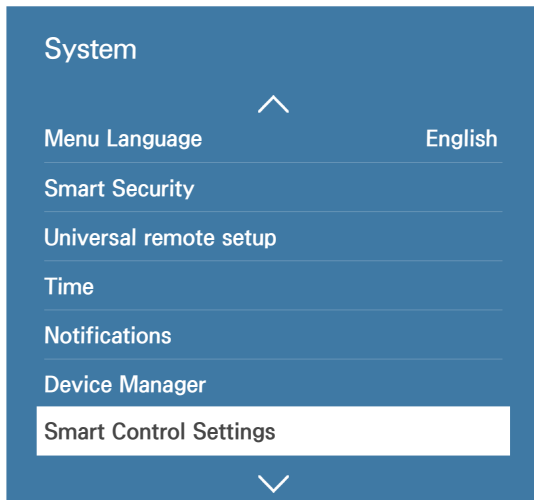 System
Menu Language English
Smart Security
Universal remote setup
Time
Notifications
Device Manager
Smart Control Settings